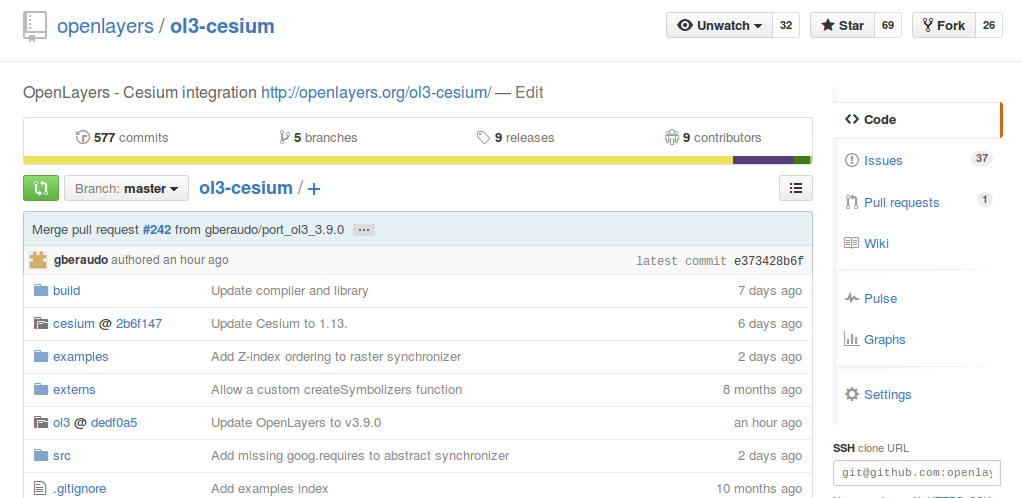 openlayers / ol3-cesium
Unwatch 32
Star 69
Fork 26
OpenLayers - Cesium integration http://openlayers.org/ol3-cesium/ — Edit
577 commits
5 branches
9 releases
9 contributors
Branch: master
ol3-cesium / +
Merge pull request #242 from gberaudo/port_ol3_3.9.0 ...
gberaudo authored an hour ago
latest commit e373428b6f
build Update compiler and library 7 days ago
cesium @ 2b6f147 Update Cesium to 1.13. 6 days ago
examples Add Z-index ordering to raster synchronizer 2 days ago
externs Allow a custom createSymbolizers function 8 months ago
ol3 @ dedf0a5 Update OpenLayers to v3.9.0 an hour ago
src Add missing goog.requires to abstract synchronizer 2 days ago
.gitignore Add examples index 10 months ago
Code
Issues 37
Pull requests 1
Wiki
Pulse
Graphs
Settings
SSH clone URL
git@github.com:openlay